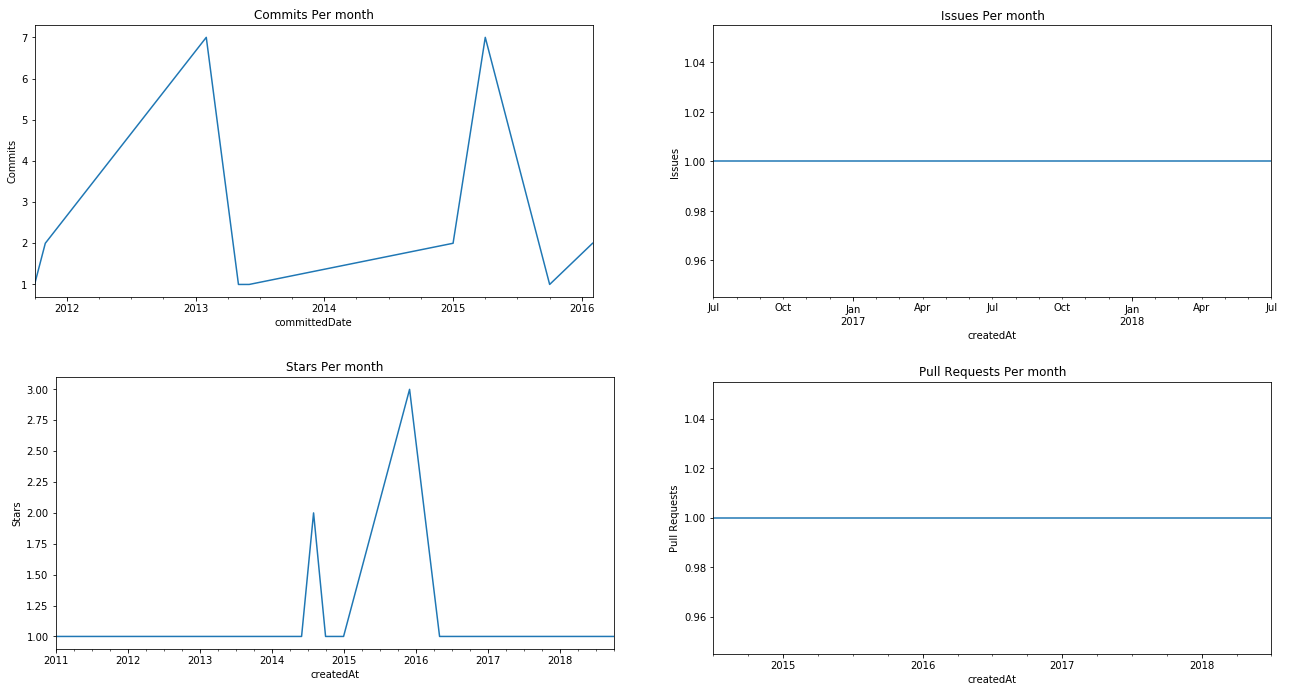 Commits Per month
7
6
5
4
3
2
1
Commits
2012 2013 2014 2015 2016
committedDate
Issues Per month
1.04
1.02
1.00
0.98
0.96
Issues
Jul Oct Jan Apr Jul Oct Jan Apr Jul
2017 2018
createdAt
Stars Per month
3.00
2.75
2.50
2.25
2.00
1.75
1.50
1.25
1.00
Stars
2011 2012 2013 2014 2015 2016 2017 2018
createdAt
Pull Requests Per month
1.04
1.02
1.00
0.98
0.96
Pull Requests
2015 2016 2017 2018
createdAt